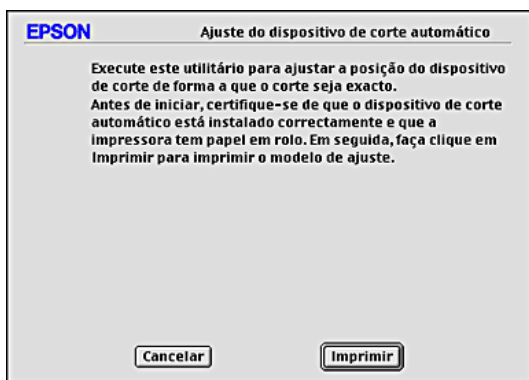 EPSON
Ajuste do dispositivo de corte automático
Execute este utilitário para ajustar a posição do dispositivo
de corte de forma a que o corte seja exacto.
Antes de iniciar, certifique-se de que o dispositivo de corte
automático está instalado correctamente e que a
impressora tem papel em rolo. Em seguida, faça clique em
Imprimir para imprimir o modelo de ajuste.
Cancelar
Imprimir